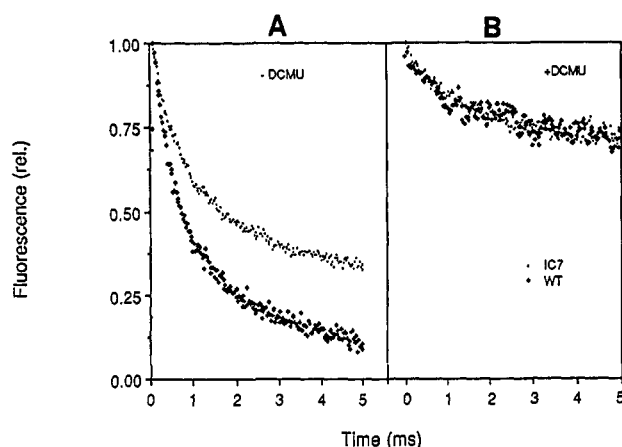 A B
1.00
0.75
0.50
0.25
0.00
- DCMU
+DCMU
IC7
WT
0 1 2 3 4 5
0 1 2 3 4 5
Time (ms)
Fluorescence (rel.)